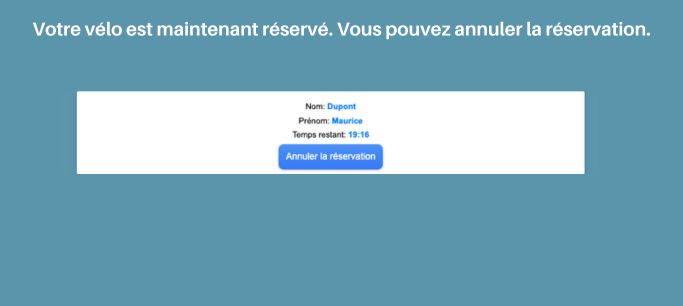 Votre vélo est maintenant réservé. Vous pouvez annuler la réservation.
Nom: Dupont
Prénom: Maurice
Temps restant: 19:16
Annuler la réservation